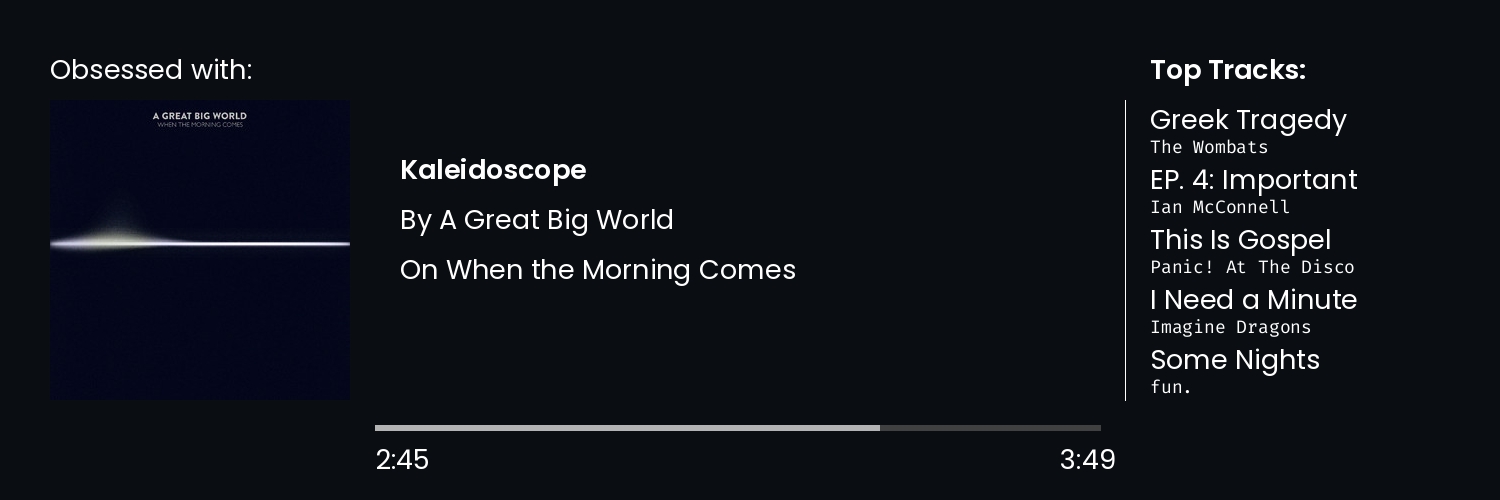 Obsessed with:
A GREAT BIG WORLD
WHEN THE MORNING COMES
Kaleidoscope
By A Great Big World
On When the Morning Comes
2:45
3:49
Top Tracks:
Greek Tragedy
The Wombats
EP. 4: Important
Ian McConnell
This Is Gospel
Panic! At The Disco
I Need a Minute
Imagine Dragons
Some Nights
fun.